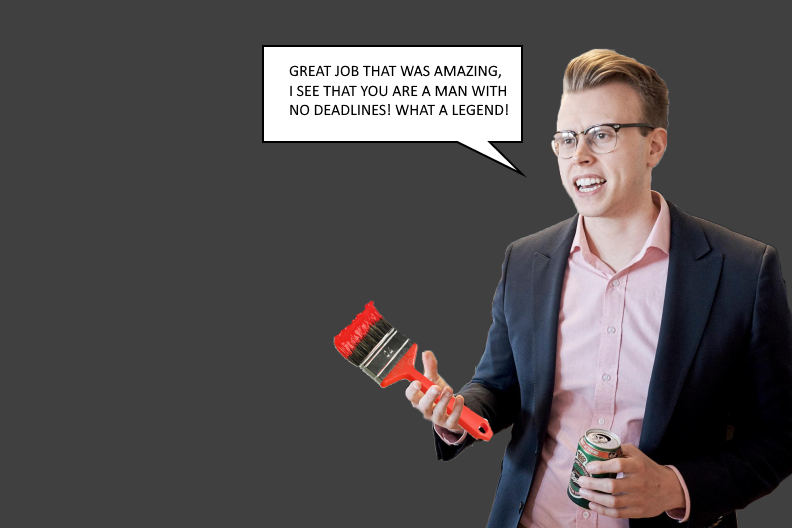 GREAT JOB THAT WAS AMAZING,
I SEE THAT YOU ARE A MAN WITH
NO DEADLINES! WHAT A LEGEND!